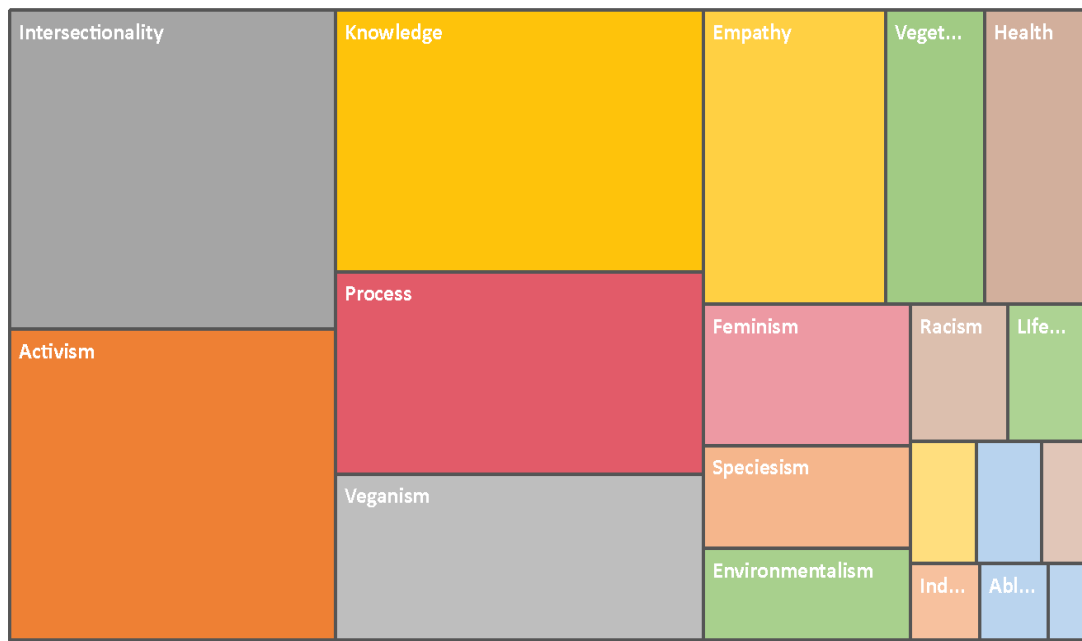 Intersectionality
Knowledge
Empathy
Veget...
Health
Process
Feminism
Racism
LIfe...
Activism
Speciesism
Veganism
Environmentalism
Ind...
Abl...